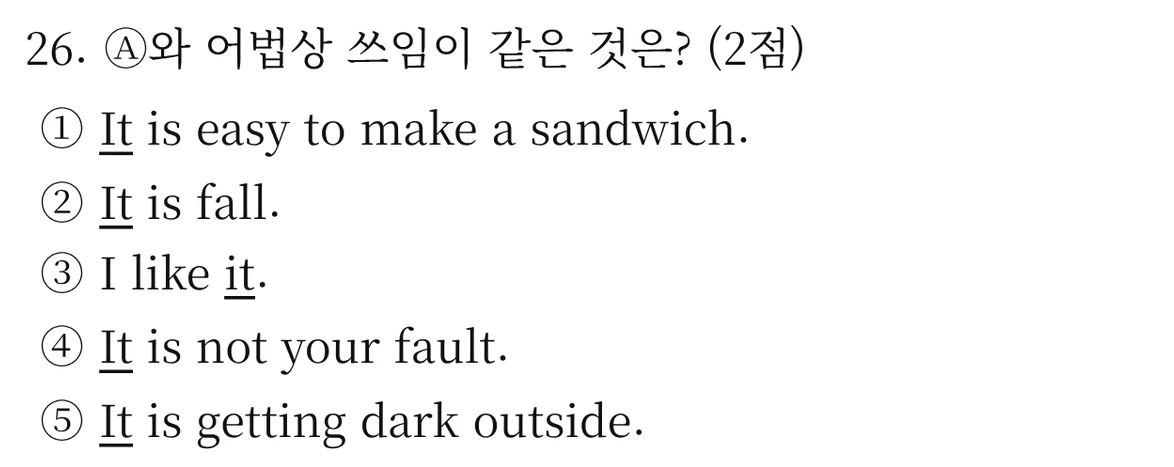 26. Ⓐ와 어법상 쓰임이 같은 것은? (2점)
① It is easy to make a sandwich.
② It is fall.
③ I like it.
④ It is not your fault.
⑤ It is getting dark outside.